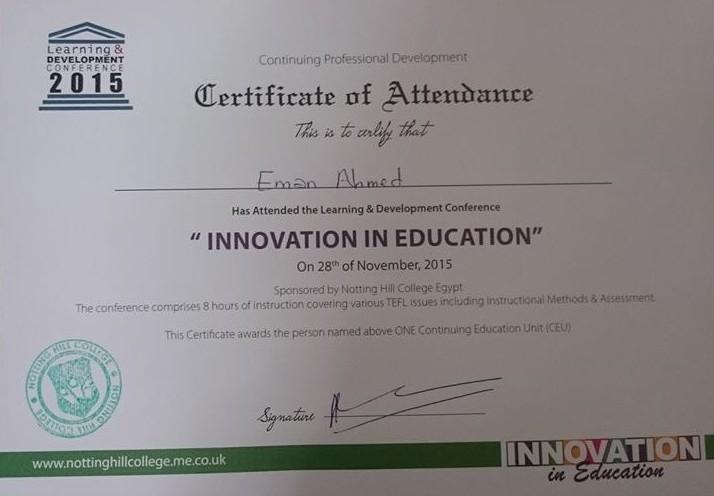 Learning &
DEVELOPMENT
CONFERENCE
2015
Continuing Professional Development
Certificate of Attendance
This is to certify that
Eman Ahmed
Has Attended the Learning & Development Conference
“ INNOVATION IN EDUCATION”
On 28th of November, 2015
Sponsored by Notting Hill College Egypt
The conference comprises 8 hours of instruction covering various TEFL issues including Instructional Methods & Assessment.
This Certificate awards the person named above ONE Continuing Education Unit (CEU)
NOTTING HILL COLLEGE
NOTTING HILL COLLEGE
Signature
www.nottinghillcollege.me.co.uk
INNOVATION
in Education